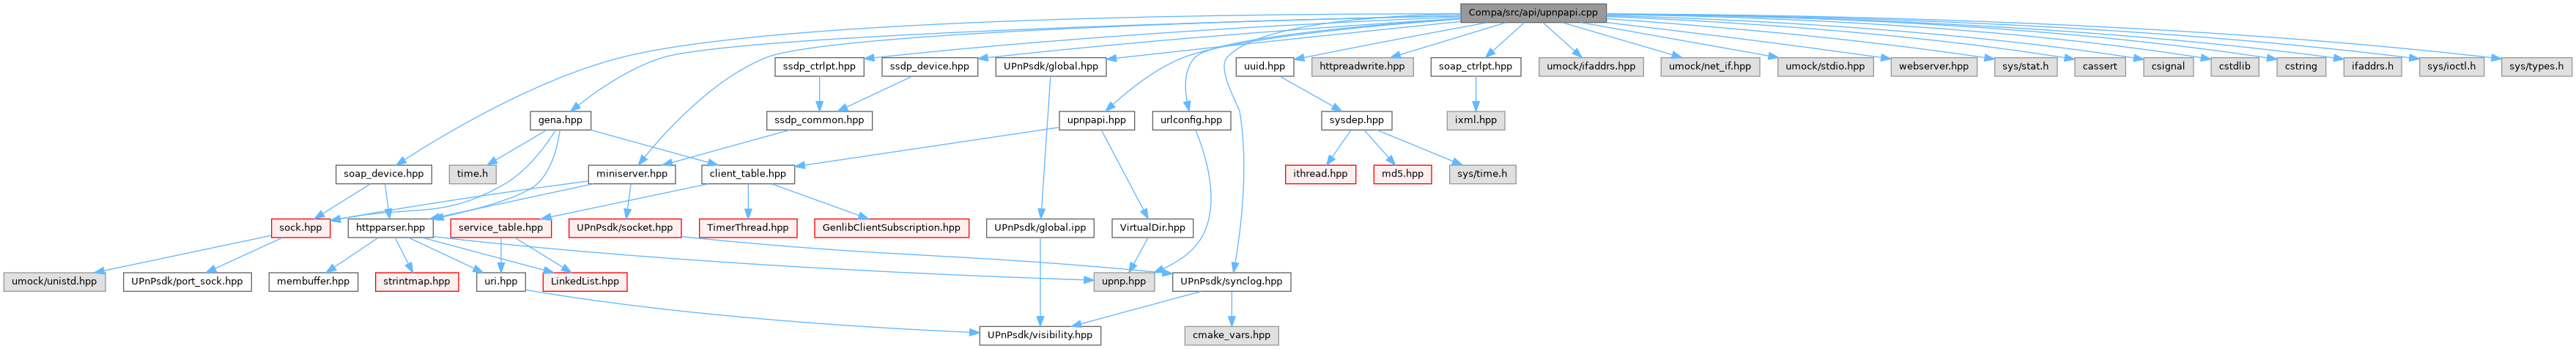 Compa/src/api/upnpapi.cpp
ssdp_ctrlpt.hpp
ssdp_device.hpp
UPnPsdk/global.hpp
uuid.hpp
httpreadwrite.hpp
soap_ctrlpt.hpp
umock/ifaddrs.hpp
umock/net_if.hpp
umock/stdio.hpp
webserver.hpp
sys/stat.h
cassert
csignal
cstdlib
cstring
ifaddrs.h
sys/ioctl.h
sys/types.h
gena.hpp
ssdp_common.hpp
upnpapi.hpp
urlconfig.hpp
sysdep.hpp
ixml.hpp
soap_device.hpp
time.h
miniserver.hpp
client_table.hpp
ithread.hpp
md5.hpp
sys/time.h
sock.hpp
httpparser.hpp
service_table.hpp
UPnPsdk/socket.hpp
TimerThread.hpp
GenlibClientSubscription.hpp
UPnPsdk/global.ipp
VirtualDir.hpp
umock/unistd.hpp
UPnPsdk/port_sock.hpp
membuffer.hpp
strintmap.hpp
uri.hpp
LinkedList.hpp
upnp.hpp
UPnPsdk/synclog.hpp
UPnPsdk/visibility.hpp
cmake_vars.hpp